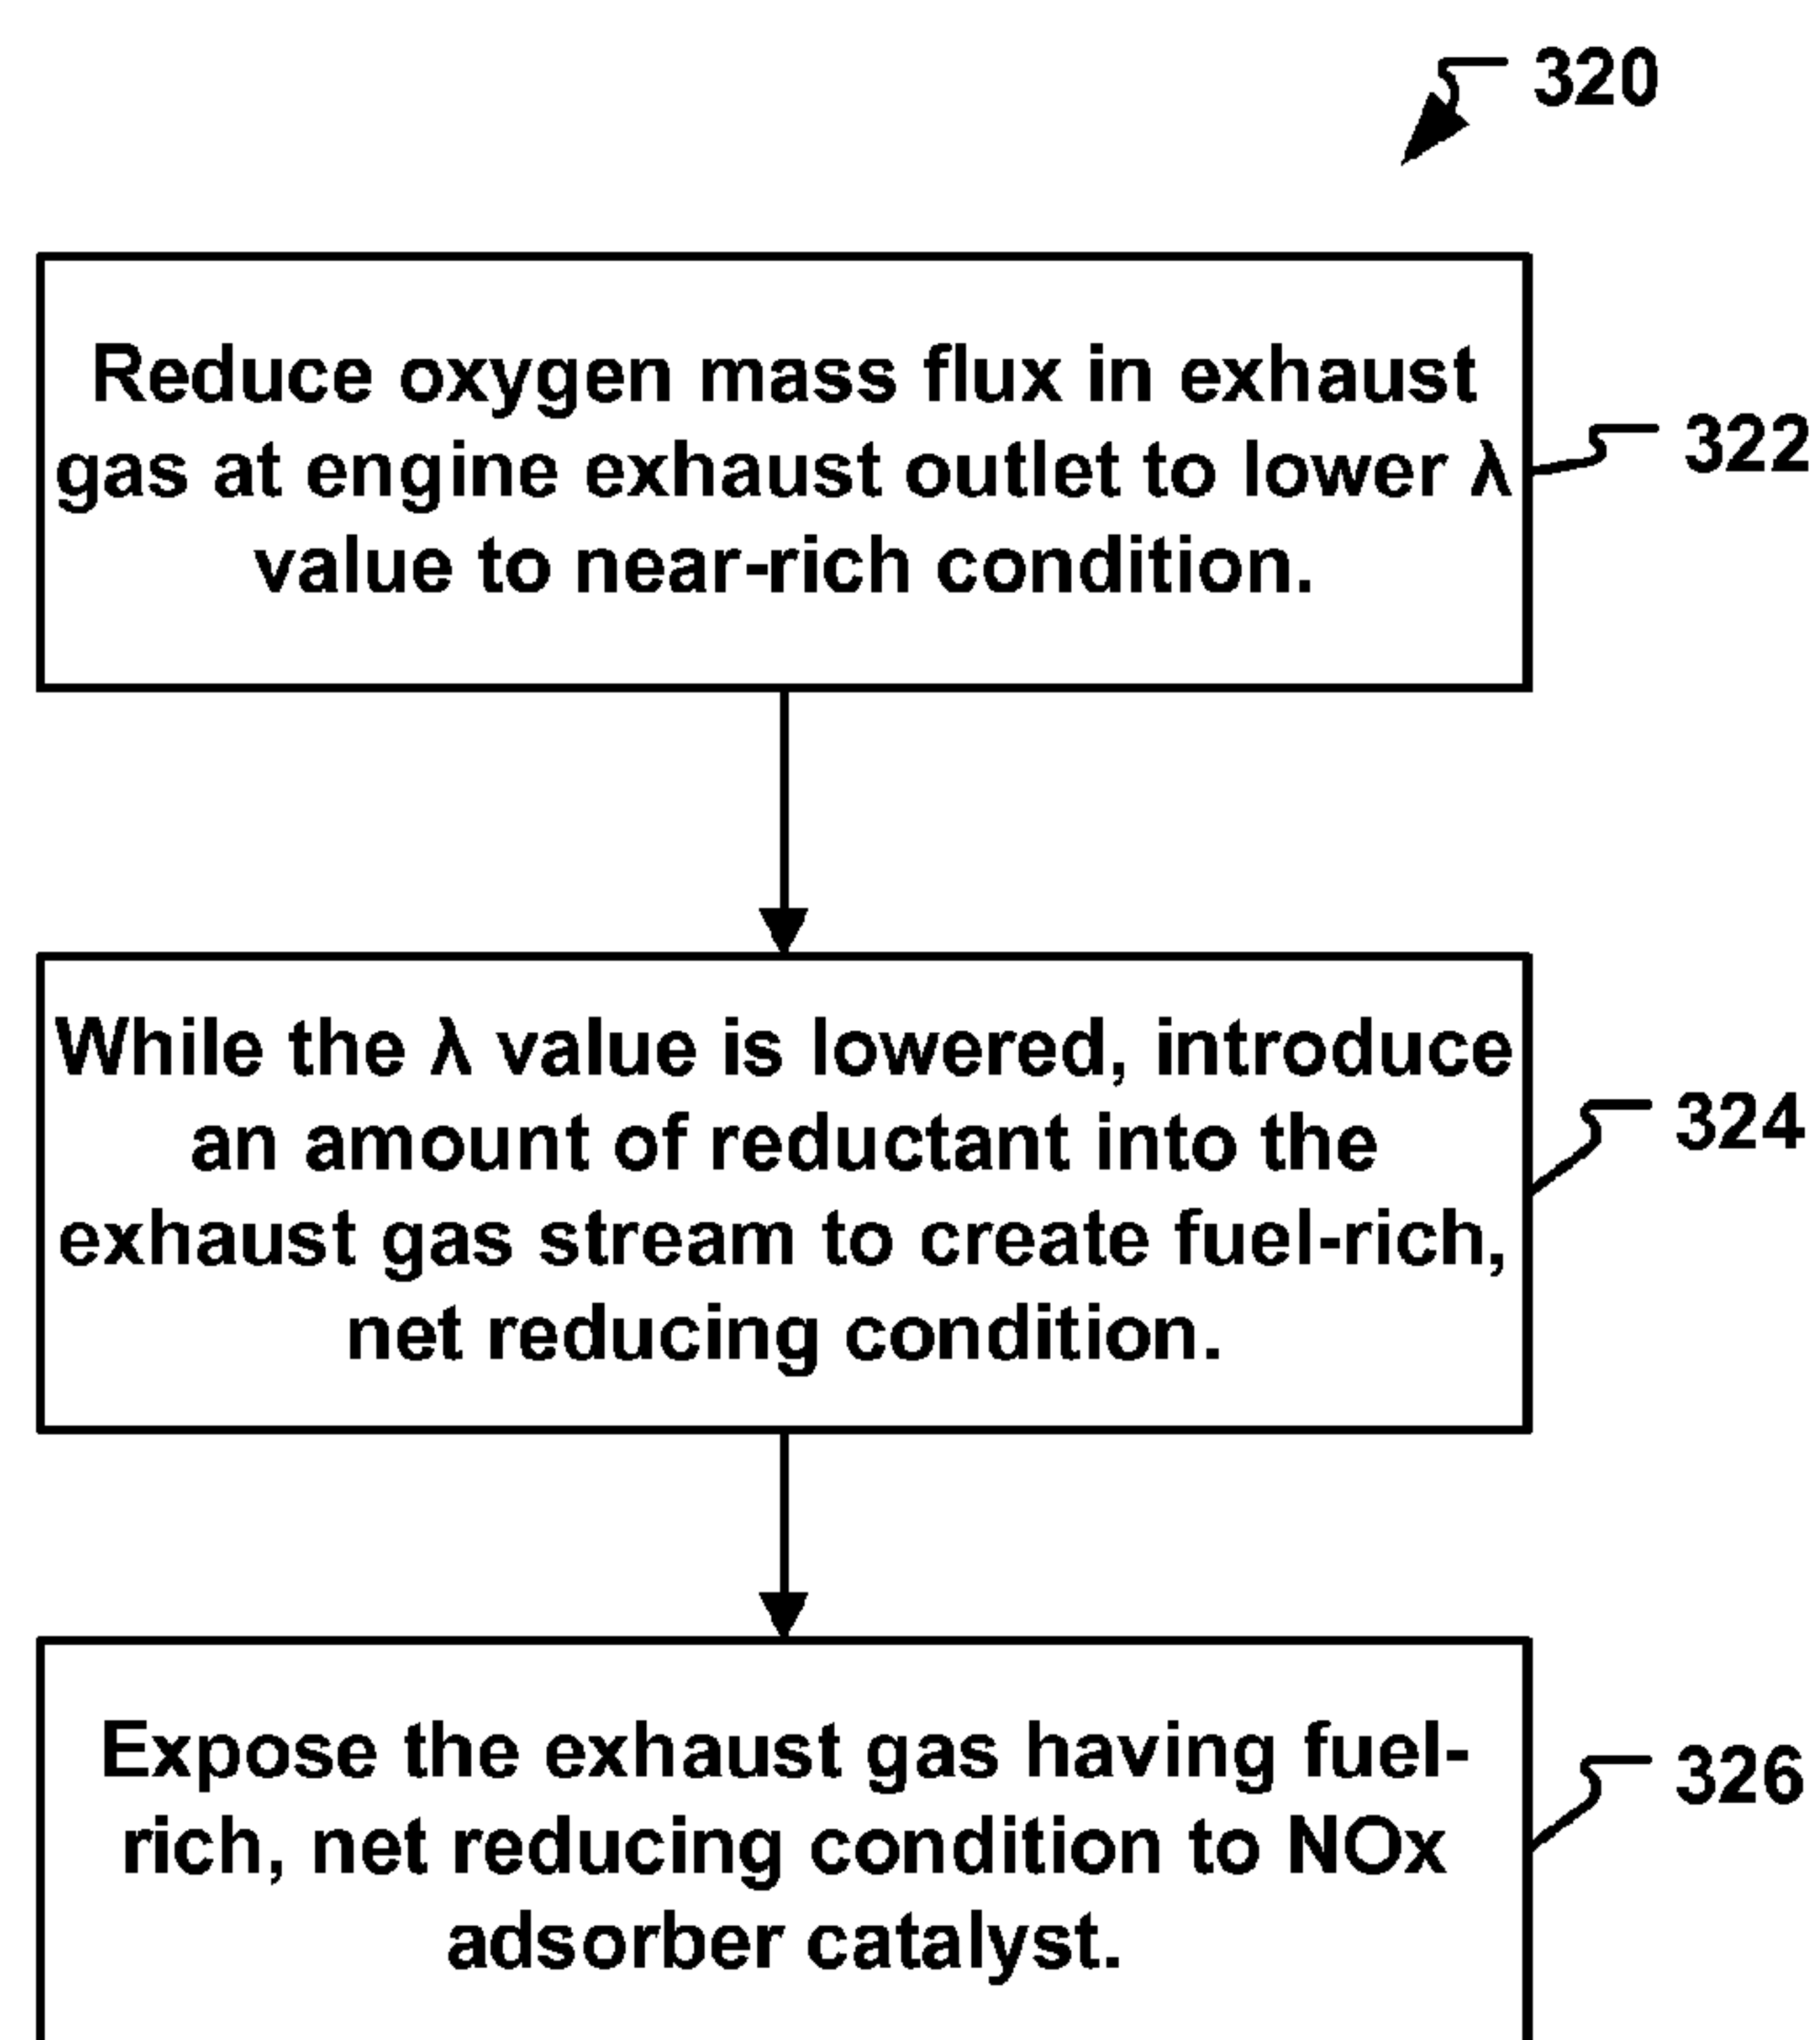 320
Reduce oxygen mass flux in exhaust
gas at engine exhaust outlet to lower λ
value to near-rich condition.
322
While the λ value is lowered, introduce
an amount of reductant into the
exhaust gas stream to create fuel-rich,
net reducing condition.
324
Expose the exhaust gas having fuel-
rich, net reducing condition to NOx
adsorber catalyst.
326